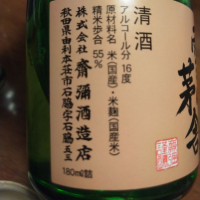 茅舎
清酒
アルコール分 16度
原材料名 米(国産米)・米麹(国産米)
精米歩合 55%
株式会社 齋彌酒造店
秋田県由利本荘市石脇字石脇53
180ml詰